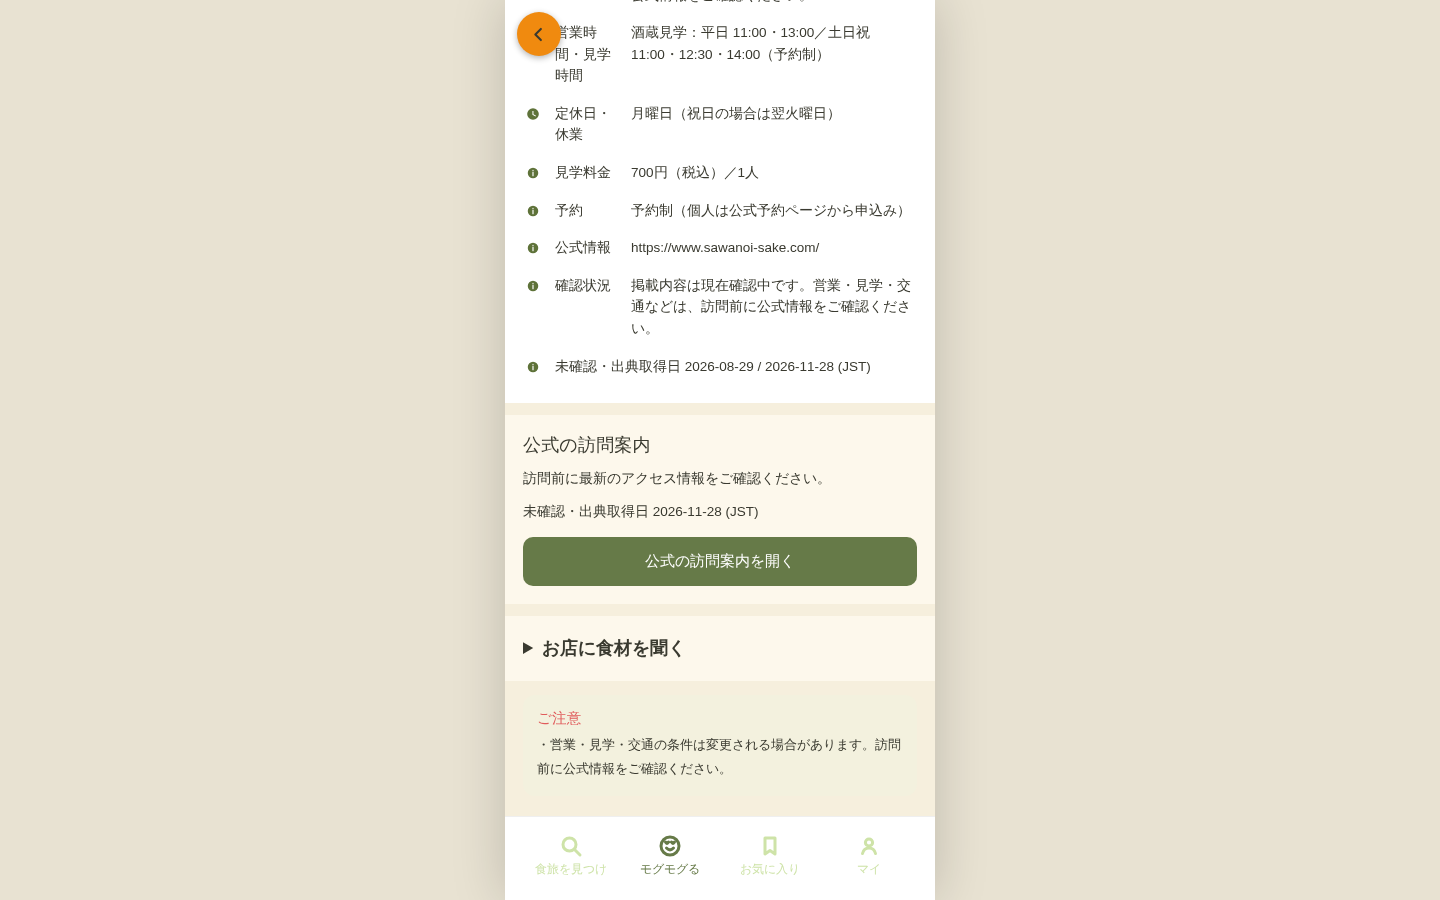 営業時
間・見学
時間
酒蔵見学：平日 11:00・13:00／土日祝
11:00・12:30・14:00（予約制）
定休日・
休業
月曜日（祝日の場合は翌火曜日）
見学料金
700円（税込）／1人
予約
予約制（個人は公式予約ページから申込み）
公式情報
https://www.sawanoi-sake.com/
確認状況
掲載内容は現在確認中です。営業・見学・交
通などは、訪問前に公式情報をご確認くださ
い。
未確認・出典取得日 2026-08-29 / 2026-11-28 (JST)
公式の訪問案内
訪問前に最新のアクセス情報をご確認ください。
未確認・出典取得日 2026-11-28 (JST)
公式の訪問案内を開く
お店に食材を聞く
ご注意
・営業・見学・交通の条件は変更される場合があります。訪問
前に公式情報をご確認ください。
食旅を見つけ
モグモグる
お気に入り
マイ